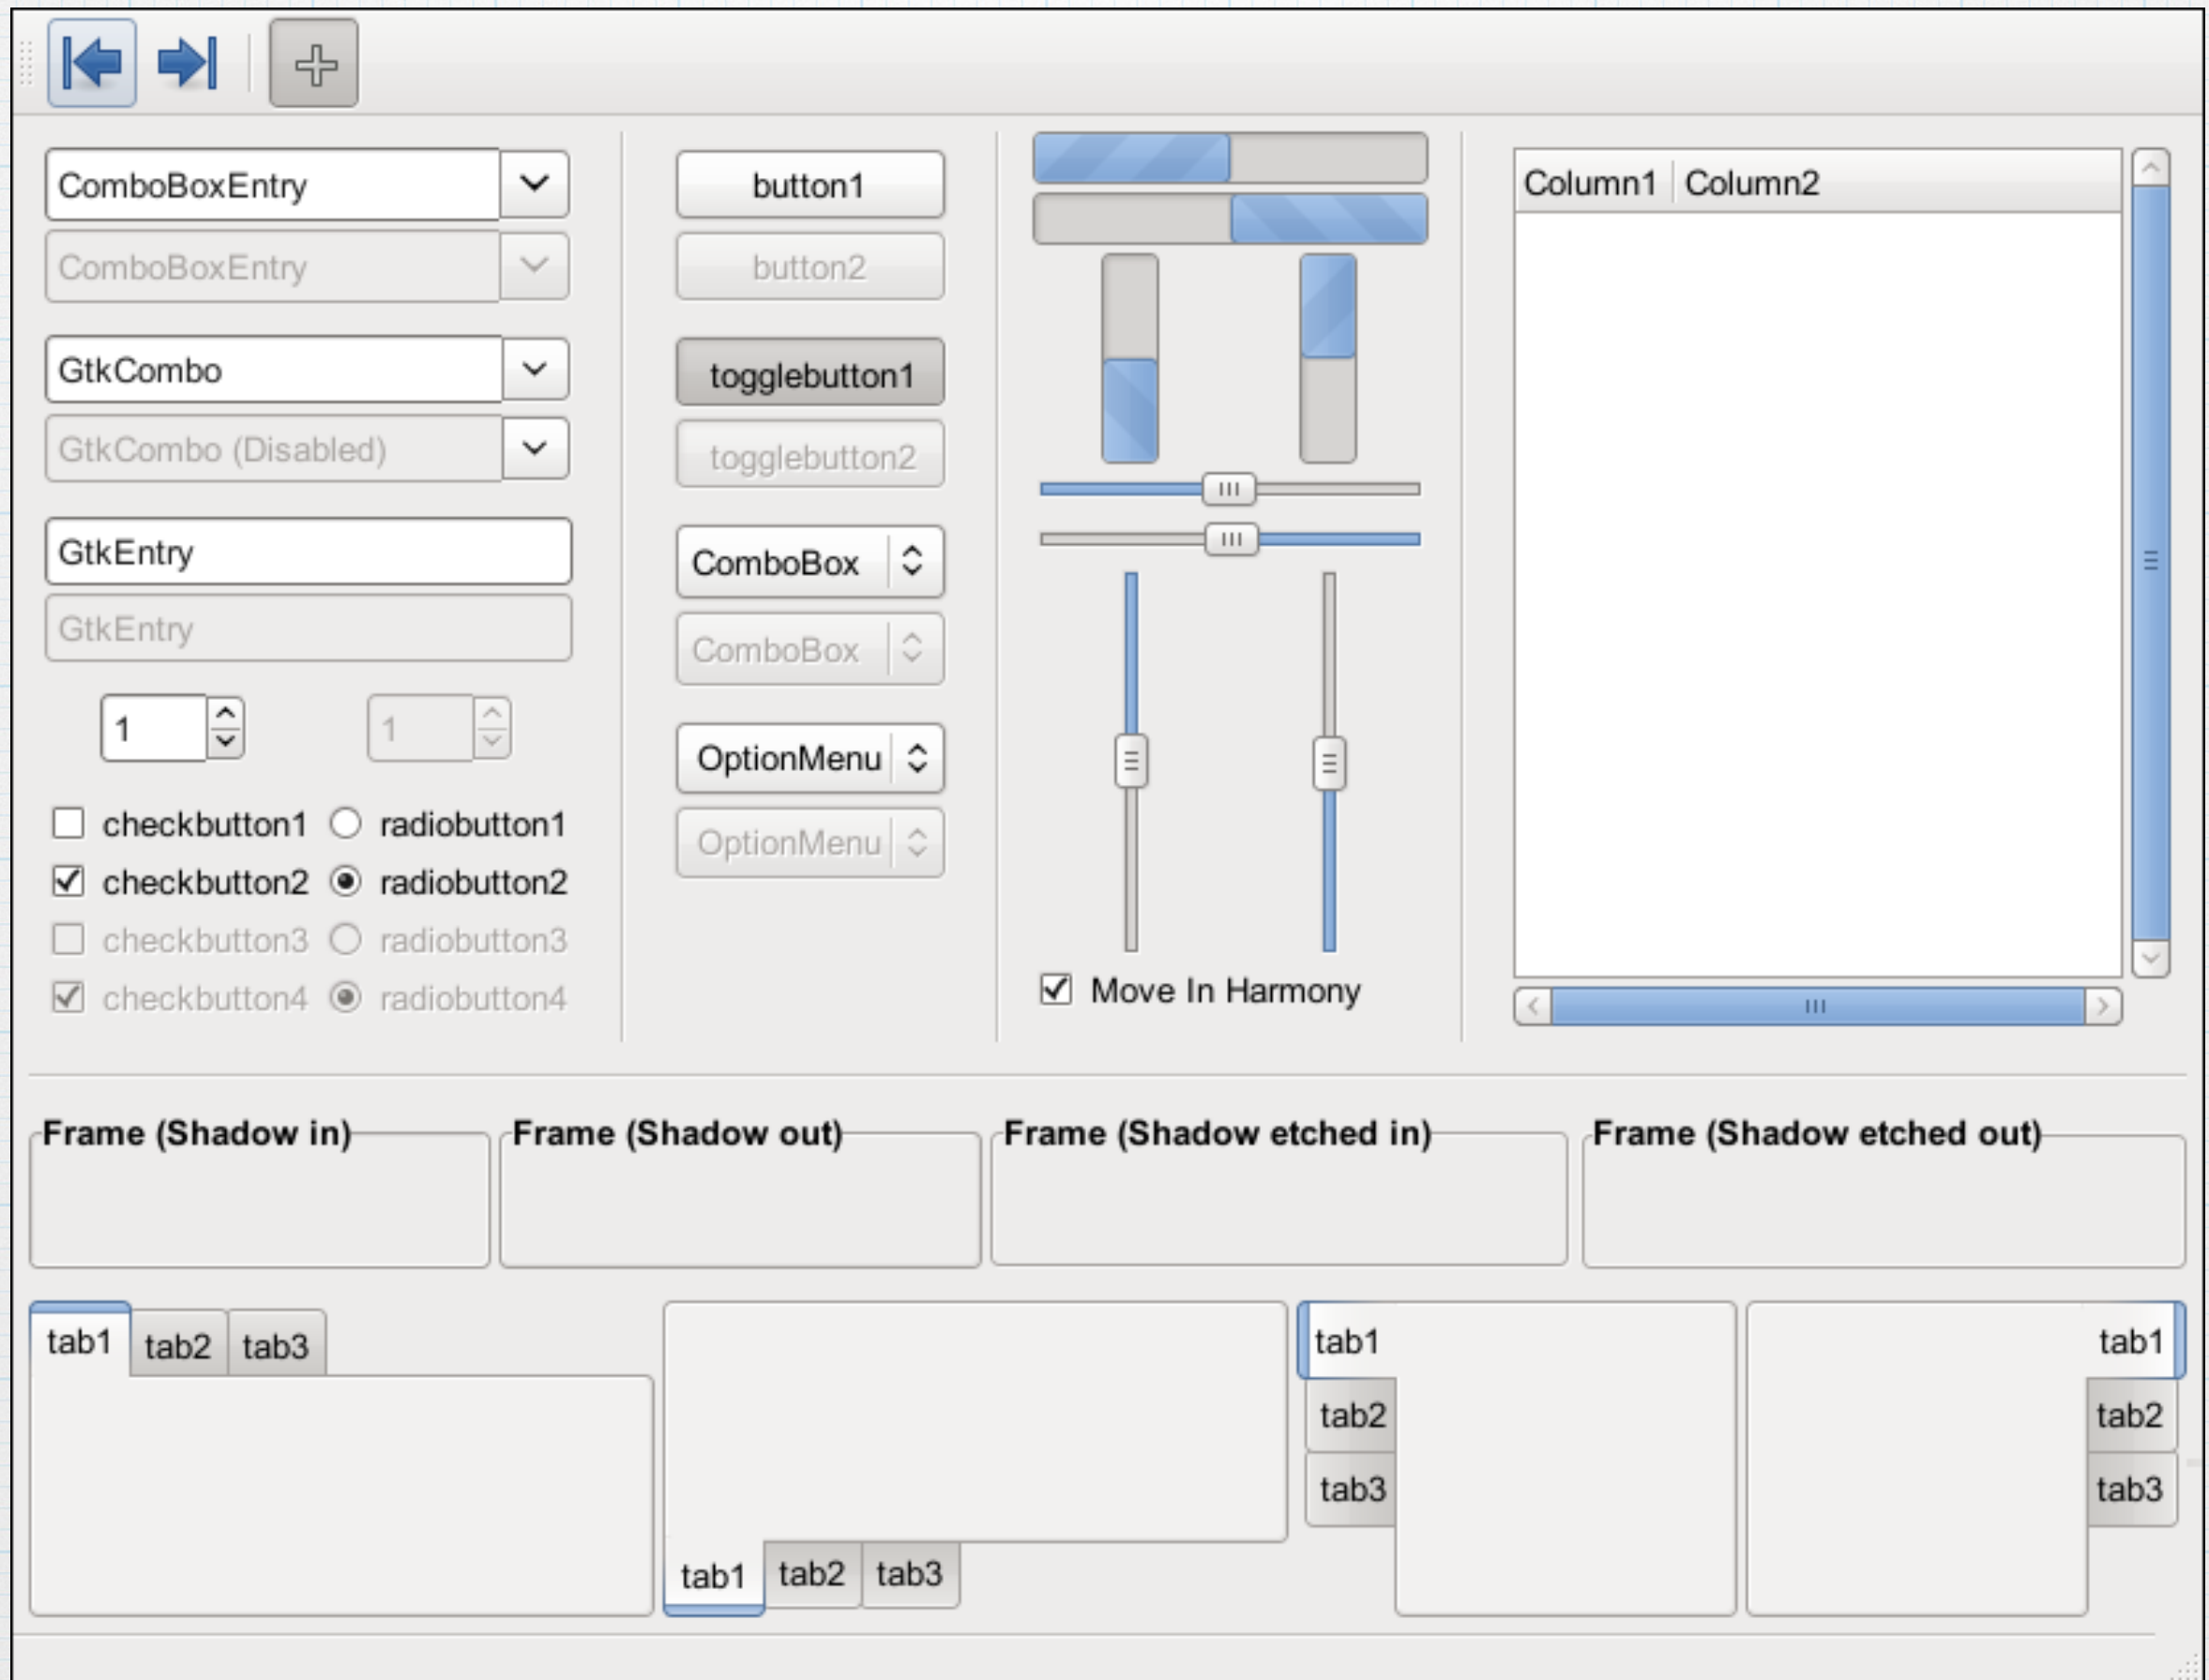 ComboBoxEntry
ComboBoxEntry
GtkCombo
GtkCombo (Disabled)
GtkEntry
GtkEntry
1 1
checkbutton1 radiobutton1
checkbutton2 radiobutton2
checkbutton3 radiobutton3
checkbutton4 radiobutton4
button1
button2
togglebutton1
togglebutton2
ComboBox
ComboBox
OptionMenu
OptionMenu
Move In Harmony
Column1 Column2
Frame (Shadow in) Frame (Shadow out) Frame (Shadow etched in) Frame (Shadow etched out)
tab1 tab2 tab3
tab1 tab2 tab3
tab1
tab2
tab3
tab1
tab2
tab3